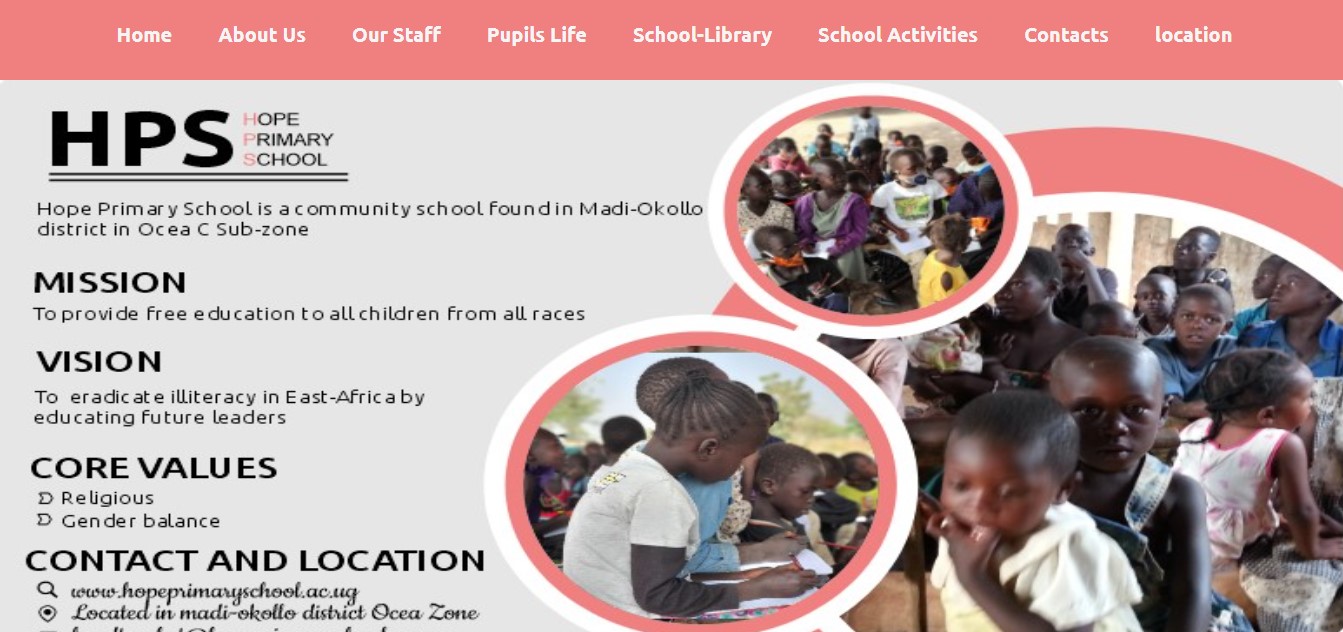 Home About Us Our Staff Pupils Life School-Library School Activities Contacts location
HPS
HOPE
PRIMARY
SCHOOL
Hope Primary School is a community school found in Madi-Okollo
district in Ocea C Sub-zone
MISSION
To provide free education to all children from all races
VISION
To eradicate illiteracy in East-Africa by
educating future leaders
CORE VALUES
Religious
Gender balance
CONTACT AND LOCATION
www.hopeprimaryschool.ac.ug
Located in madi-okollo district Ocea Zone